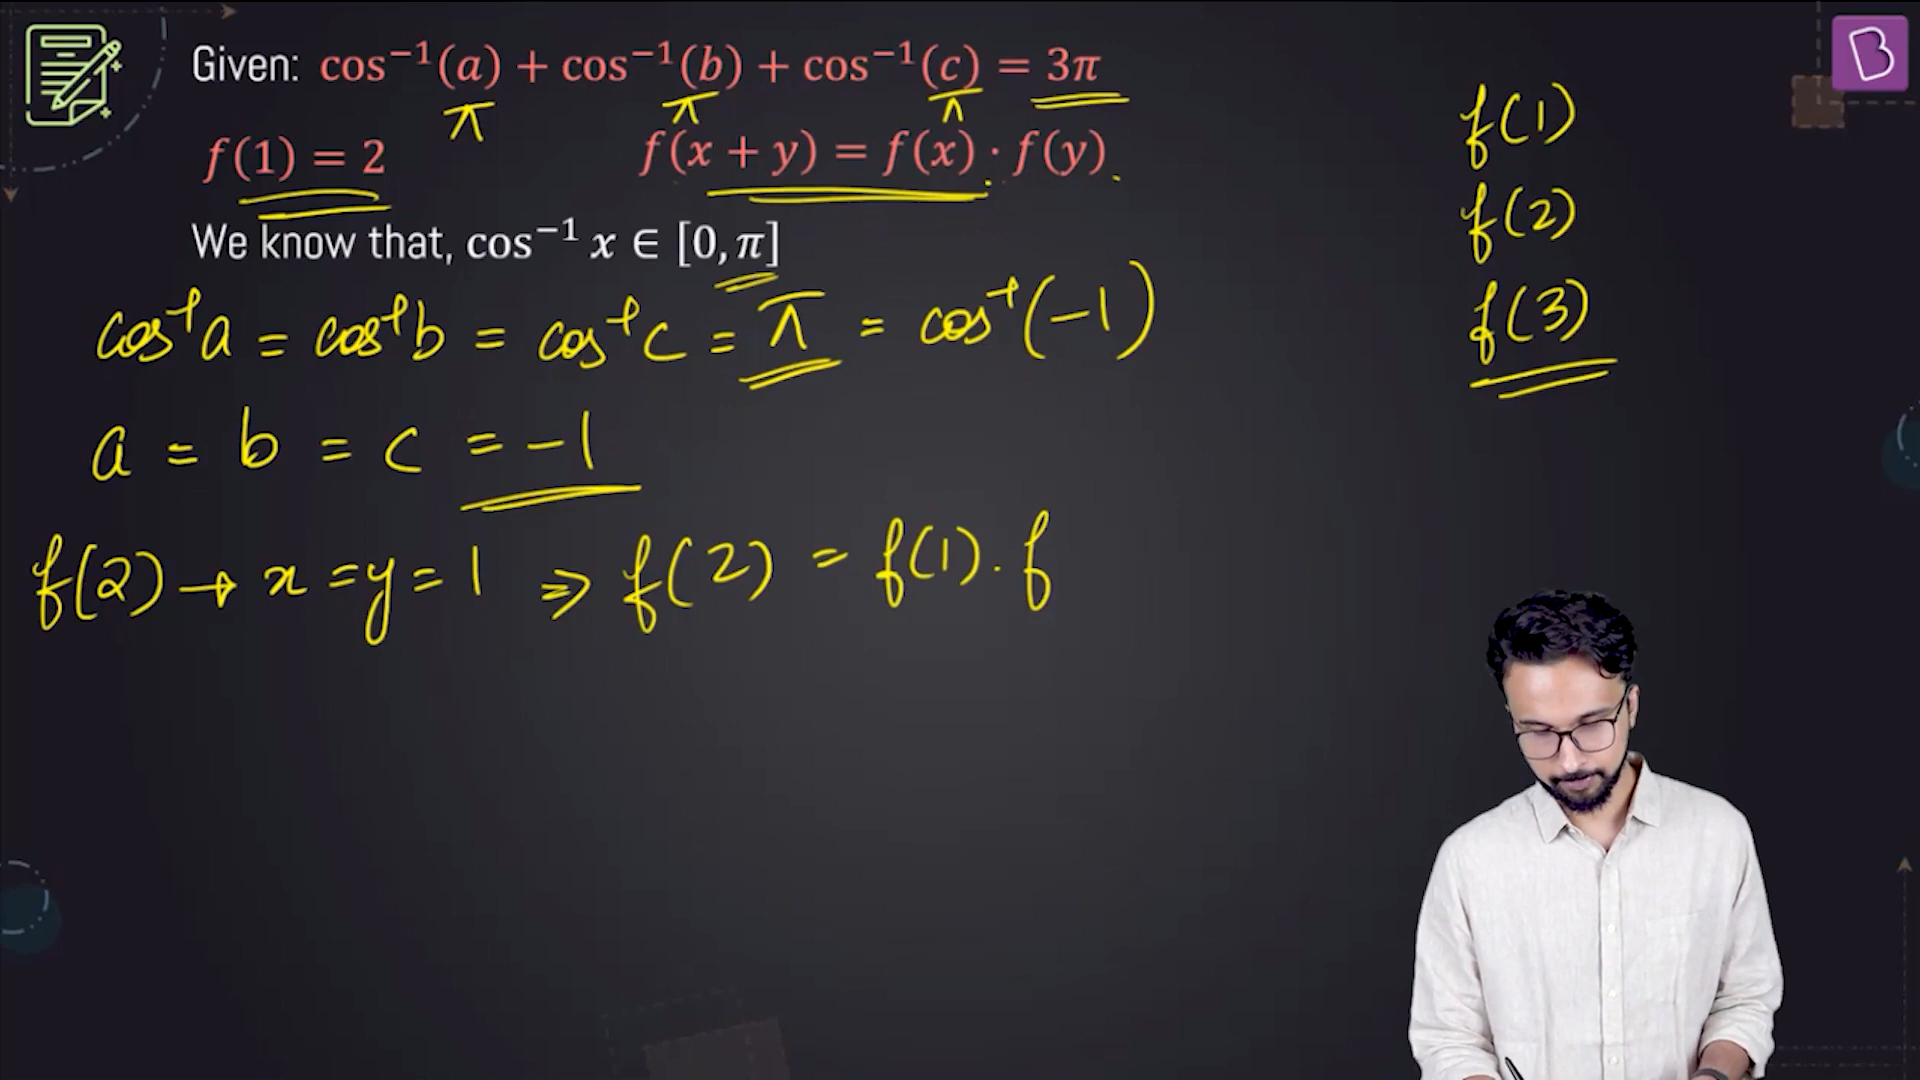 Given: cos⁻¹(a) + cos⁻¹(b) + cos⁻¹(c) = 3π
π π π
f(1) = 2 f(x + y) = f(x) · f(y)
We know that, cos⁻¹ x ∈ [0, π]
cos⁻¹a = cos⁻¹b = cos⁻¹c = π = cos⁻¹(-1)
a = b = c = -1
f(2) → x = y = 1 ⇒ f(2) = f(1) . f
f(1)
f(2)
f(3)
B